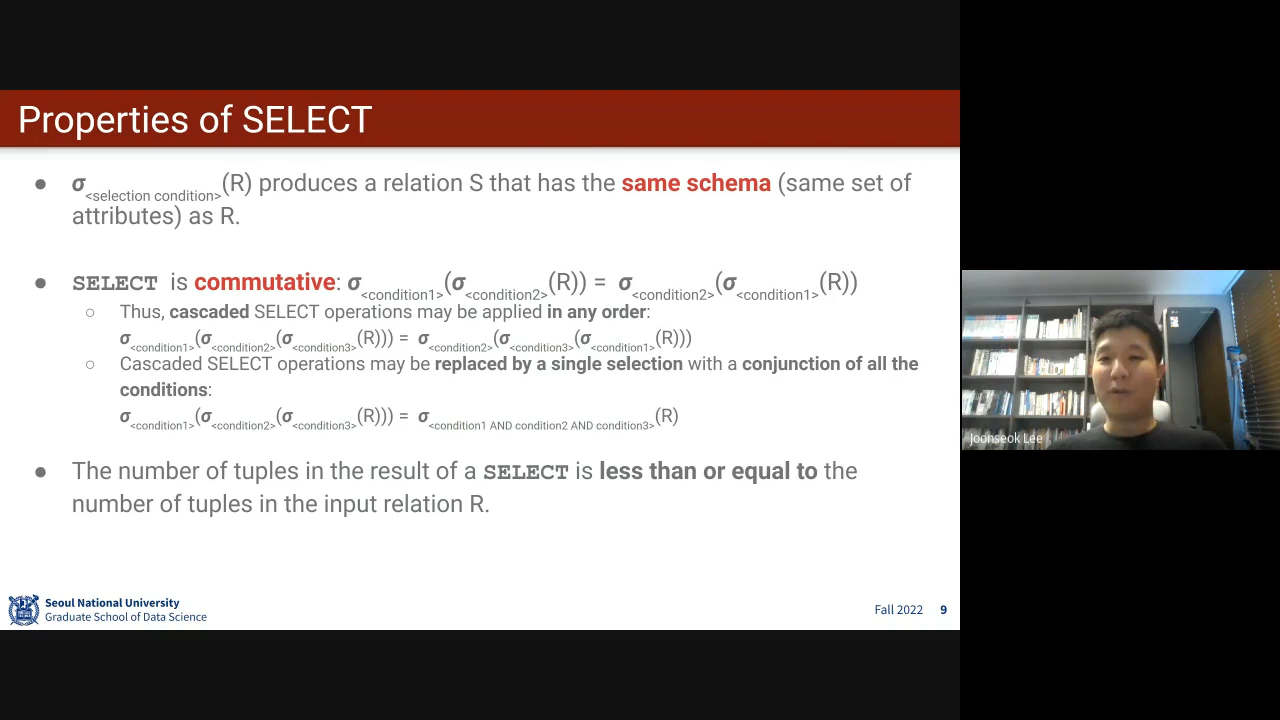 Properties of SELECT
● σ<selection condition>(R) produces a relation S that has the same schema (same set of
attributes) as R.
● SELECT is commutative: σ<condition1>(σ<condition2>(R)) = σ<condition2>(σ<condition1>(R))
○ Thus, cascaded SELECT operations may be applied in any order:
σ<condition1>(σ<condition2>(σ<condition3>(R))) = σ<condition2>(σ<condition3>(σ<condition1>(R)))
○ Cascaded SELECT operations may be replaced by a single selection with a conjunction of all the
conditions:
σ<condition1>(σ<condition2>(σ<condition3>(R))) = σ<condition1 AND condition2 AND condition3>(R)
● The number of tuples in the result of a SELECT is less than or equal to the
number of tuples in the input relation R.
Seoul National University
Graduate School of Data Science
Fall 2022 9
Joonseok Lee